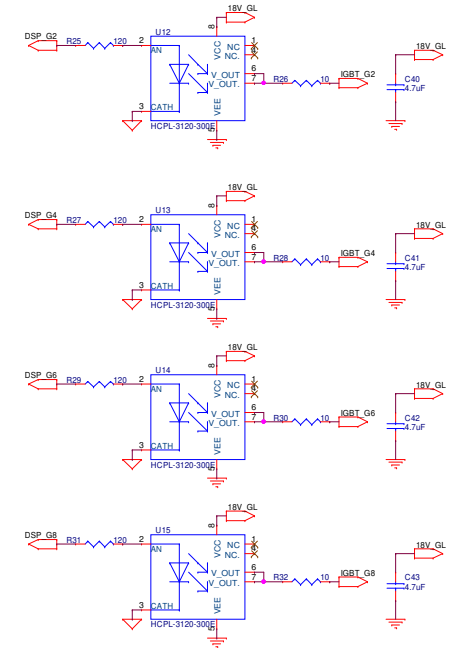 18V_GL
DSP_G2 R25 120 2 U12 8
AN VCC NC 1
NC. 4
18V_GL
V_OUT 6
V_OUT. 7 R26 10 IGBT_G2
C40
4.7uF
3 CATH VEE
HCPL-3120-300E 5
18V_GL
DSP_G4 R27 120 2 U13 8
AN VCC NC 1
NC. 4
18V_GL
V_OUT 6
V_OUT. 7 R28 10 IGBT_G4
C41
4.7uF
3 CATH VEE
HCPL-3120-300E 5
18V_GL
DSP_G6 R29 120 2 U14 8
AN VCC NC 1
NC. 4
18V_GL
V_OUT 6
V_OUT. 7 R30 10 IGBT_G6
C42
4.7uF
3 CATH VEE
HCPL-3120-300E 5
18V_GL
DSP_G8 R31 120 2 U15 8
AN VCC NC 1
NC. 4
18V_GL
V_OUT 6
V_OUT. 7 R32 10 IGBT_G8
C43
4.7uF
3 CATH VEE
HCPL-3120-300E 5